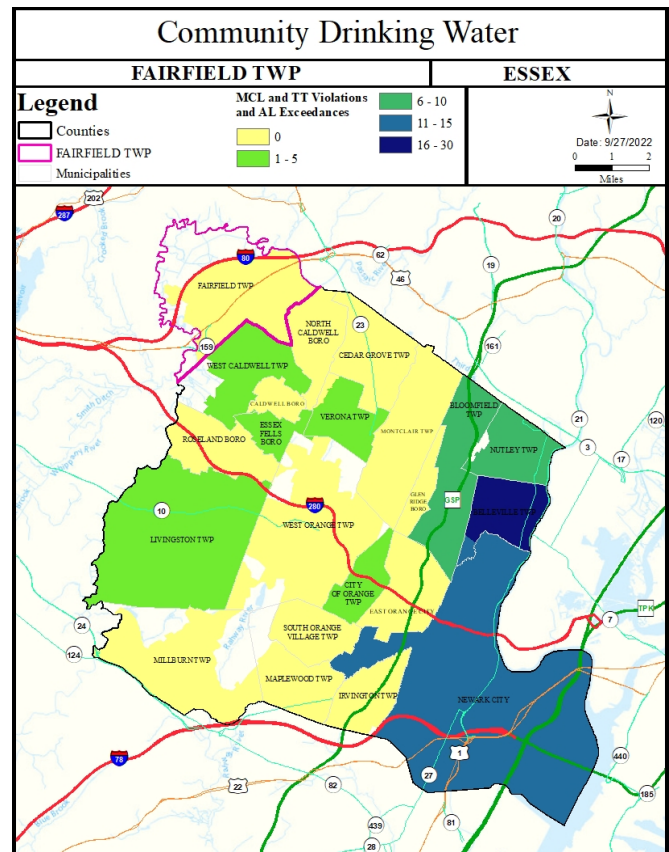 Community Drinking Water
FAIRFIELD TWP
ESSEX
Legend
Counties
FAIRFIELD TWP
Municipalities
MCL and TT Violations
and AL Exceedances
0
1 - 5
6 - 10
11 - 15
16 - 30
N
Date: 9/27/2022
0 1 2
Miles
202
287
20
80
62
19
46
FAIRFIELD TWP
NORTH
CALDWELL
BORO
23
159
CEDAR GROVE TWP
161
WEST CALDWELL TWP
CALDWELL BORO
BLOOMFIELD
TWP
21
120
ESSEX
FELLS
BORO
VERONA TWP
MONTCLAIR TWP
ROSELAND BORO
NUTLEY TWP
3
17
Whippany River
GLEN
RIDGE
BORO
GSP
10
280
BELLEVILLE TWP
WEST ORANGE TWP
LIVINGSTON TWP
CITY
OF ORANGE
TWP
EAST ORANGE CITY
TPK
7
24
Rahway River
SOUTH ORANGE
VILLAGE TWP
124
MILLBURN TWP
MAPLEWOOD TWP
IRVINGTON TWP
NEWARK CITY
78
1
440
27
22
82
185
Blue Brook
439
81
28